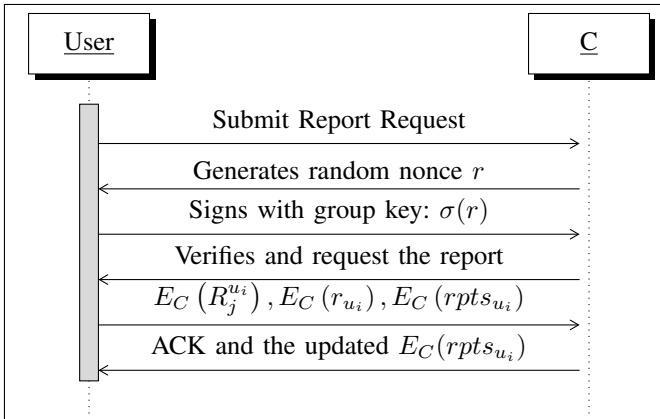 User
C
Submit Report Request
Generates random nonce r
Signs with group key: σ(r)
Verifies and request the report
E_C (R_j^{u_i}), E_C (r_{u_i}), E_C (rpts_{u_i})
ACK and the updated E_C(rpts_{u_i})